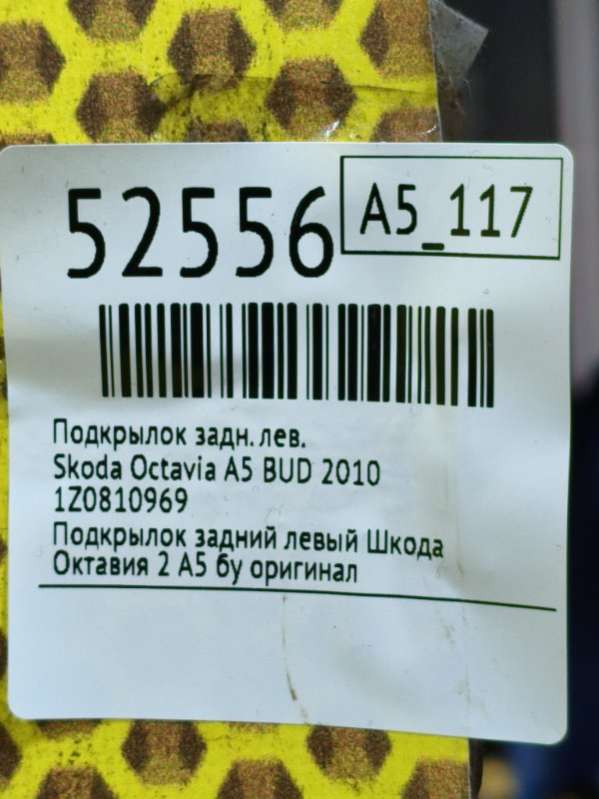 52556
A5_117
Подкрылок задн. лев.
Skoda Octavia A5 BUD 2010
1Z0810969
Подкрылок задний левый Шкода
Октавия 2 А5 бу оригинал